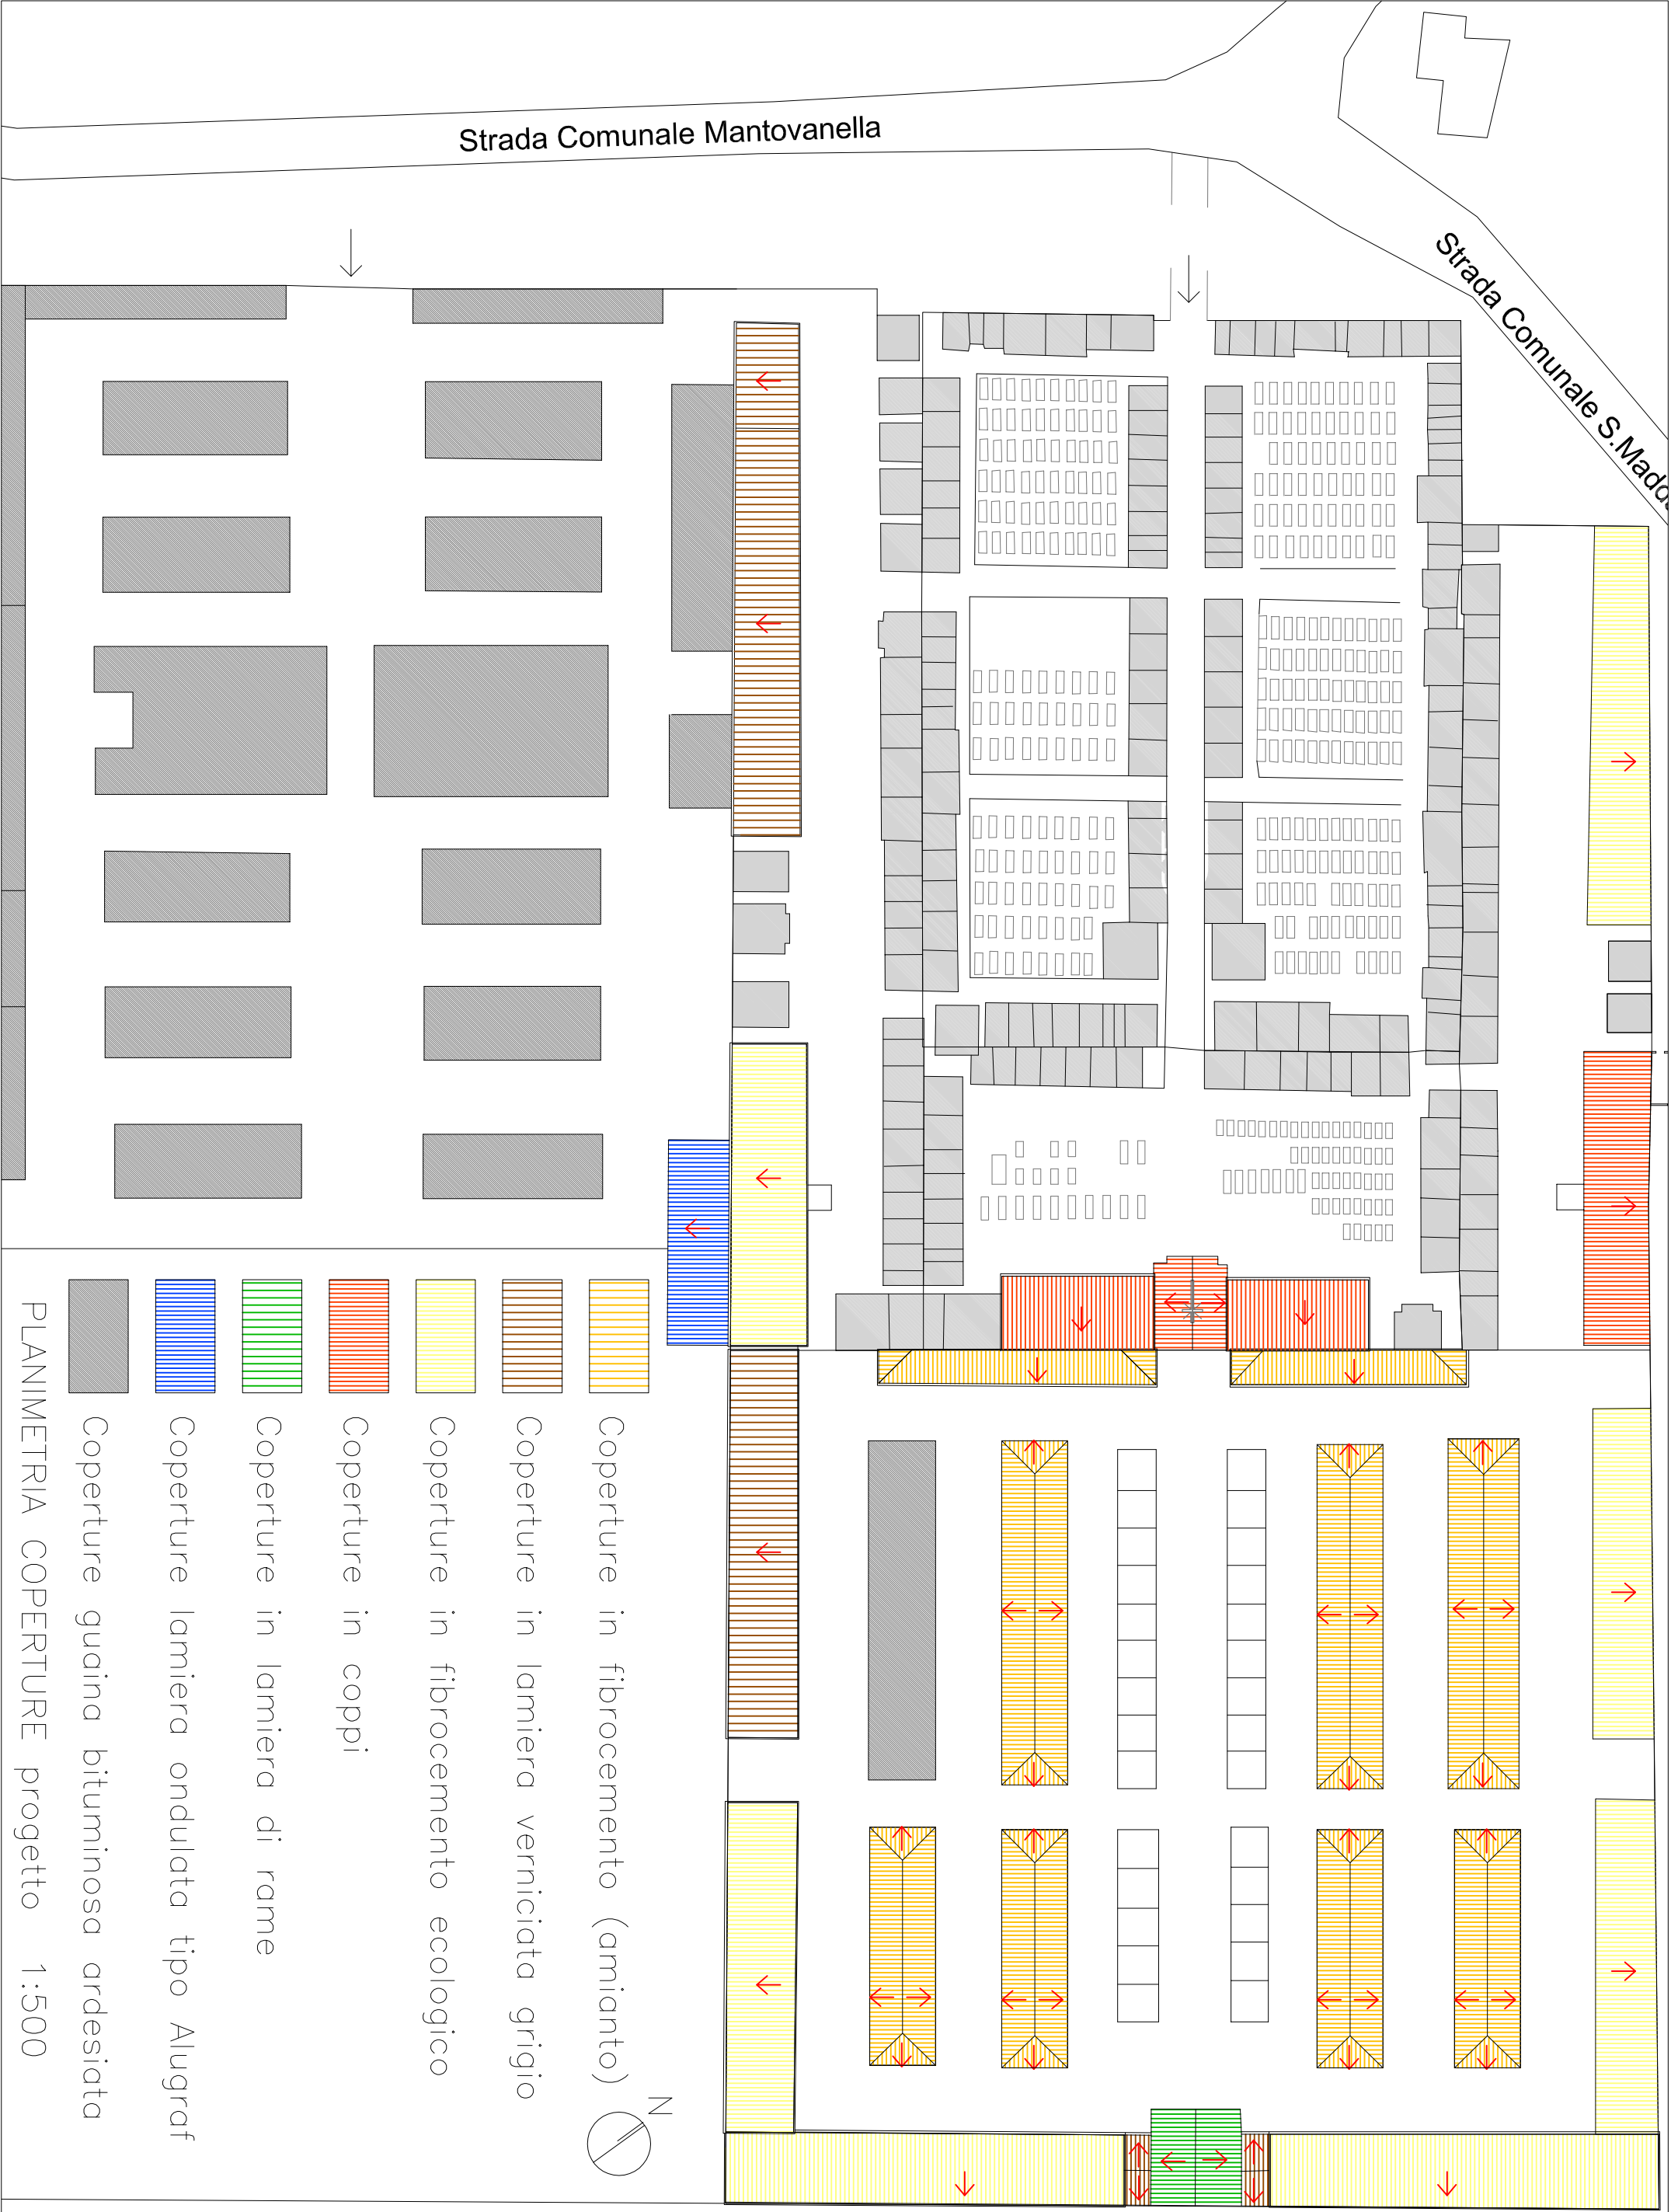 Strada Comunale Mantovanella
Strada Comunale S.Madd
Coperture in fibrocemento (amianto)
Coperture in lamiera verniciata grigio
Coperture in fibrocemento ecologico
Coperture in coppi
Coperture in lamiera di rame
Coperture lamiera ondulata tipo Alugraf
Coperture guaina bituminosa ardesiata
PLANIMETRIA COPERTURE progetto 1:500
N